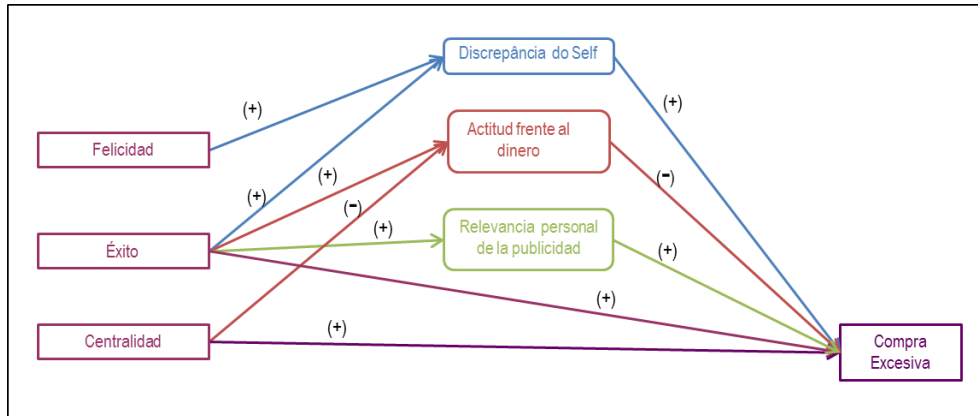 Discrepância do Self
(+)
(+)
Actitud frente al
dinero
Felicidad
(+)
(-)
(+)
(-)
Relevancia personal
de la publicidad
(+)
Éxito
(+)
(+)
Centralidad
(+)
Compra
Excesiva